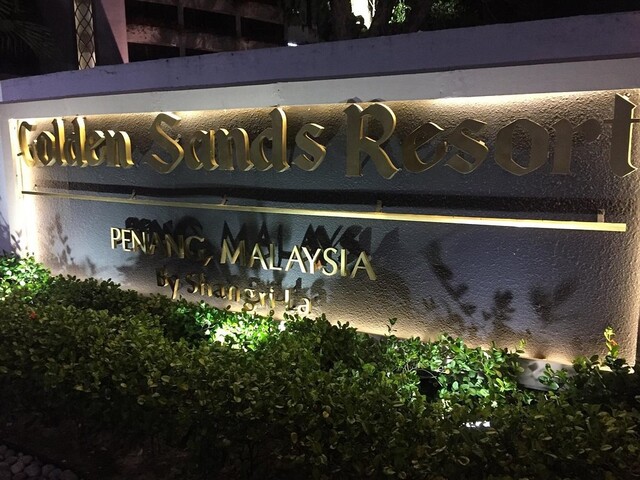 Golden Sands Resort
PENANG, MALAYSIA
By Shangri-La